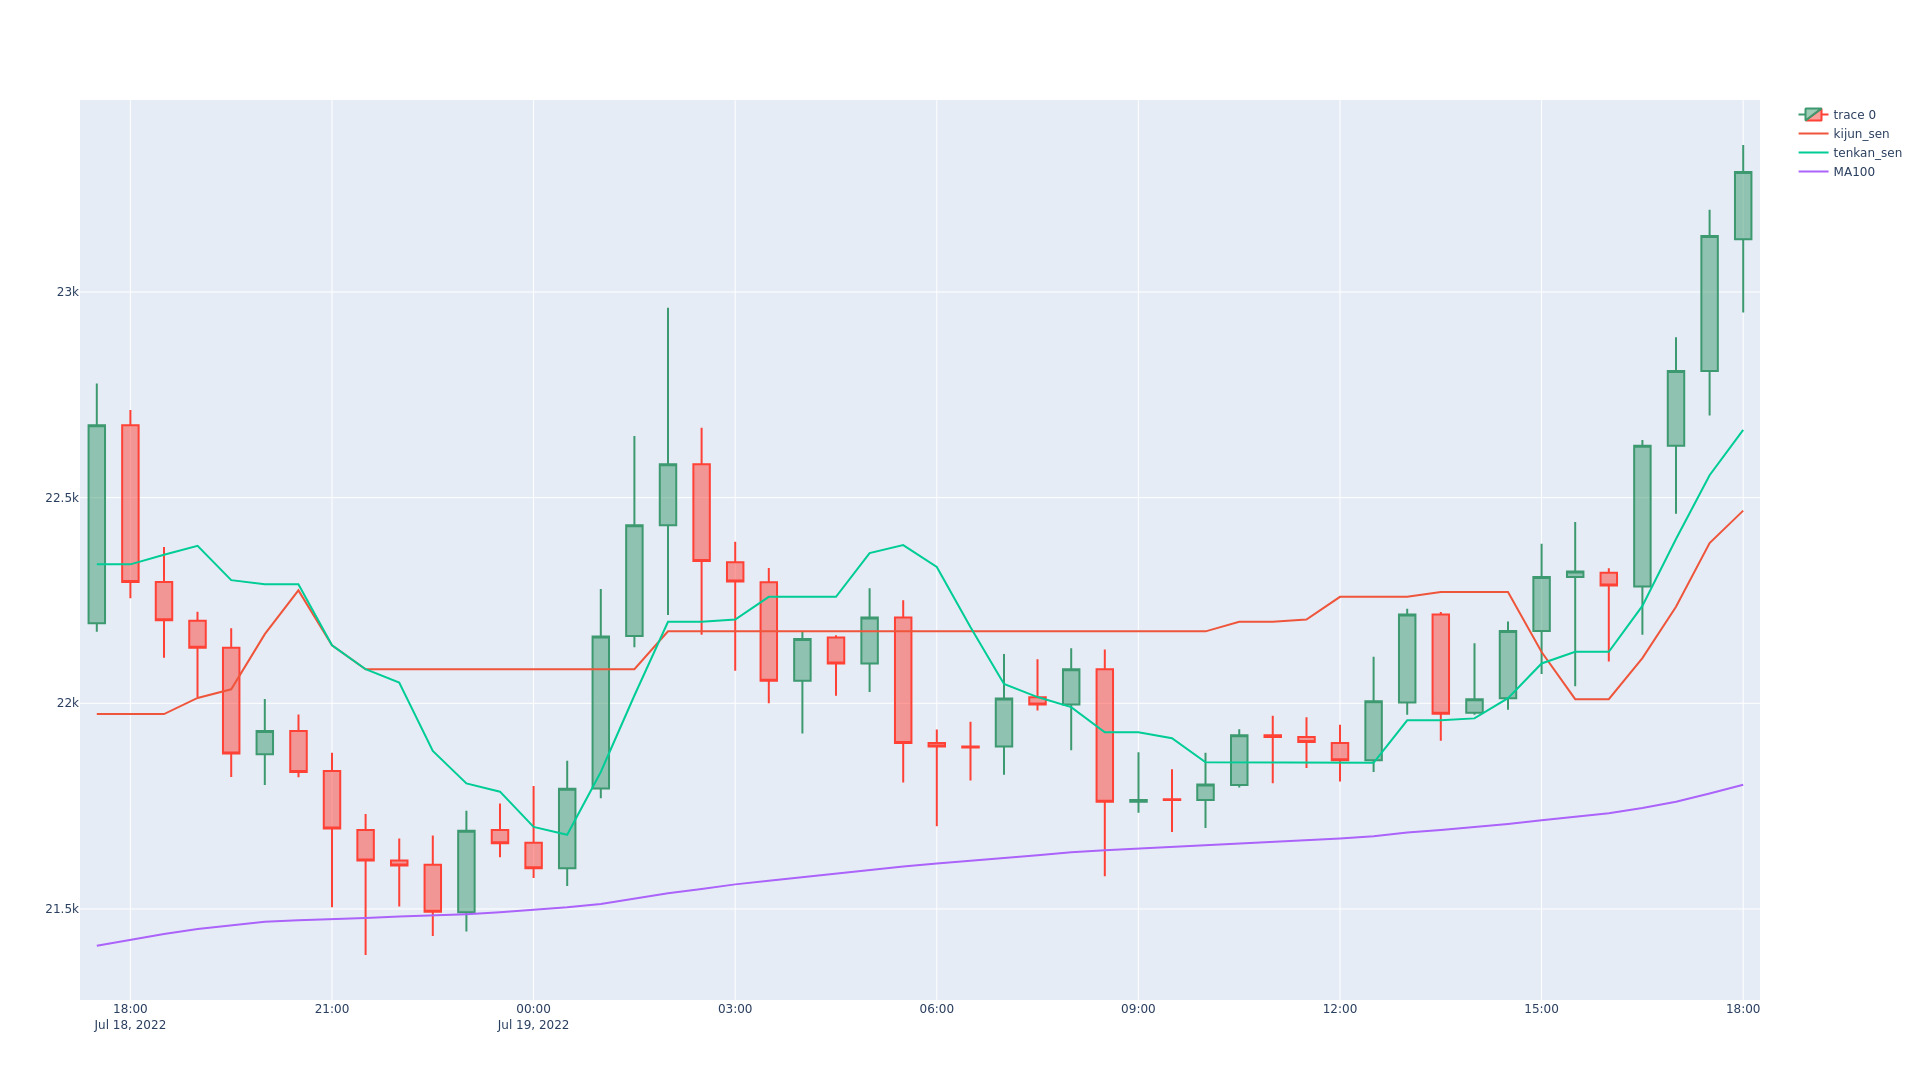 trace 0
kijun_sen
tenkan_sen
MA100
23k
22.5k
22k
21.5k
18:00 21:00 00:00 03:00 06:00 09:00 12:00 15:00 18:00
Jul 18, 2022 Jul 19, 2022